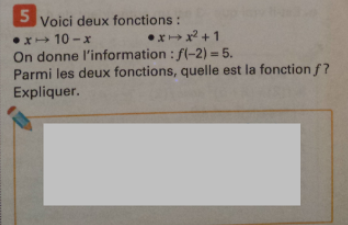 5 Voici deux fonctions :
• x ↦ 10 – x • x ↦ x² + 1
On donne l'information : f(–2) = 5.
Parmi les deux fonctions, quelle est la fonction f ?
Expliquer.